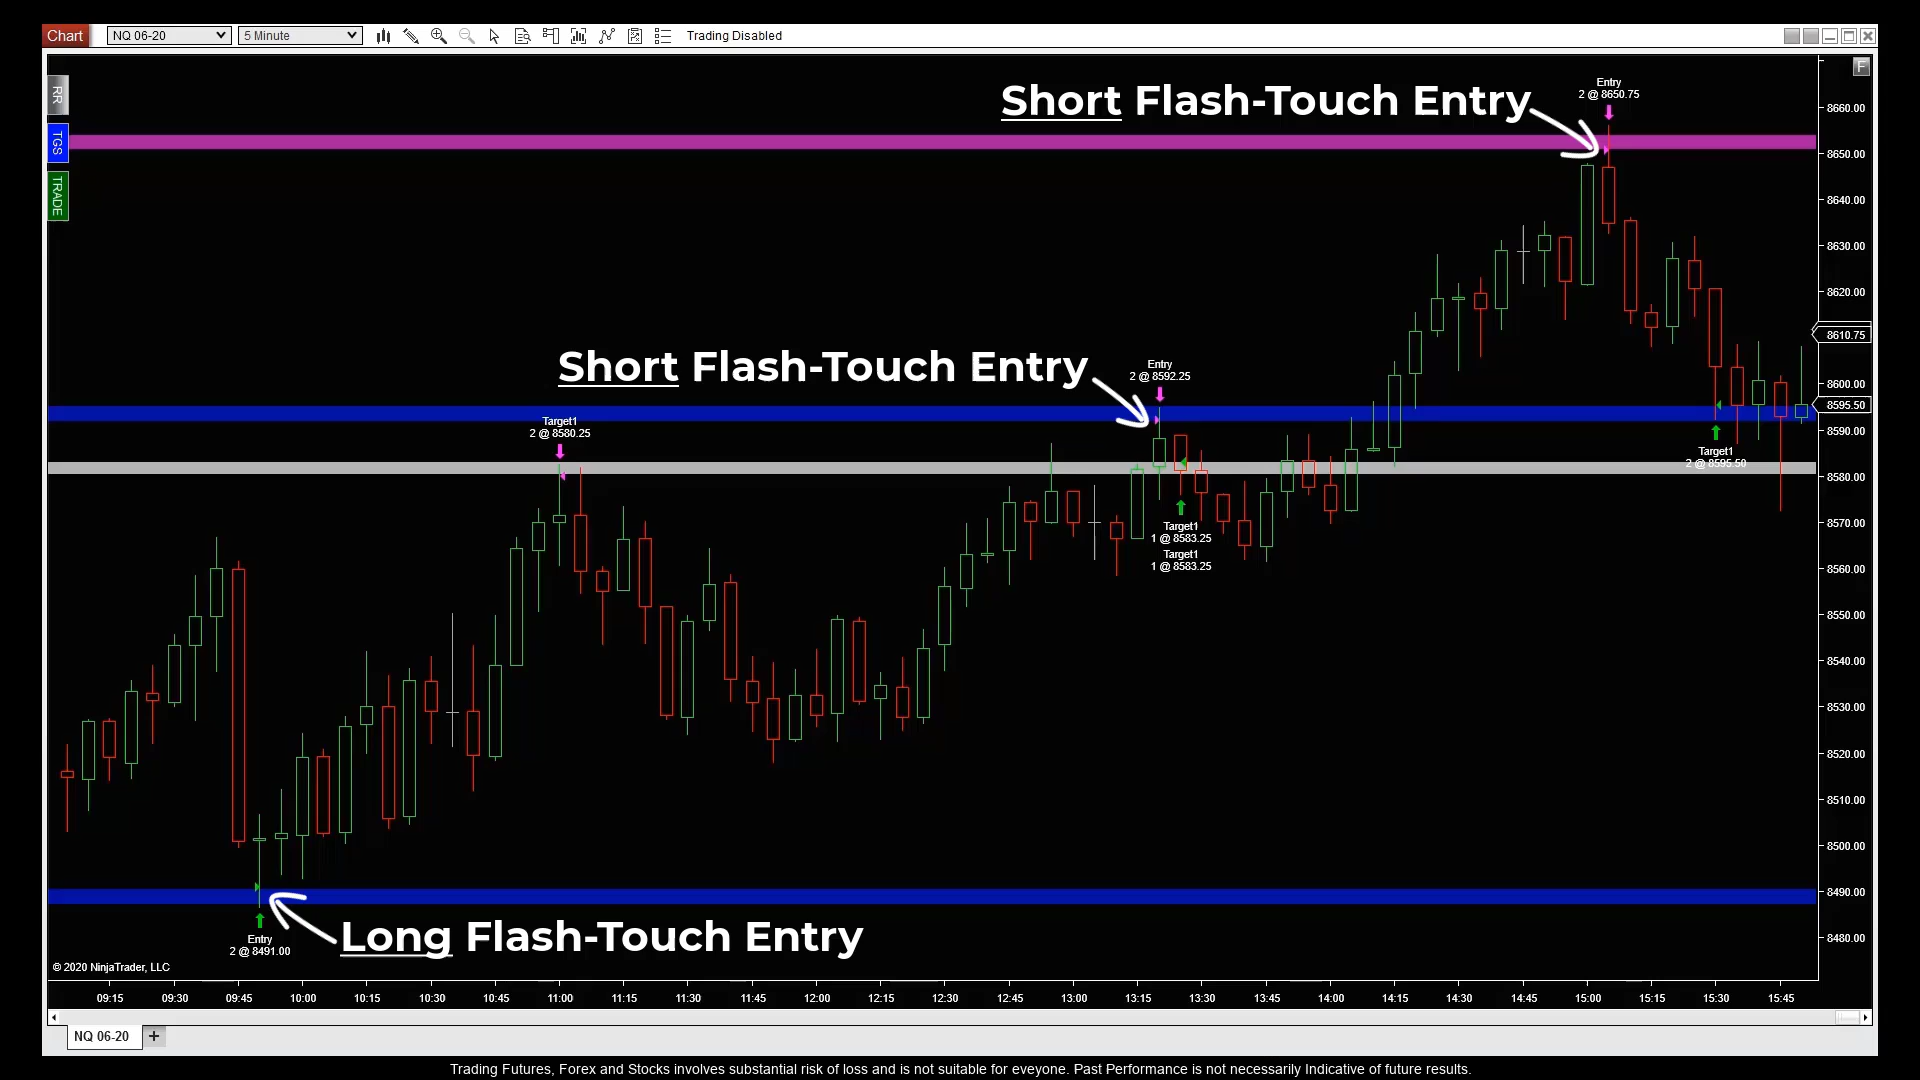 Chart
NQ 06-20
5 Minute
Trading Disabled
F
RR
TGS
TRADE
Short Flash-Touch Entry
Entry
2 @ 8650.75
Short Flash-Touch Entry
Entry
2 @ 8592.25
Target1
2 @ 8580.25
Target1
1 @ 8583.25
Target1
1 @ 8583.25
Target1
2 @ 8595.50
Long Flash-Touch Entry
Entry
2 @ 8491.00
8660.00
8650.00
8640.00
8630.00
8620.00
8610.75
8600.00
8595.50
8590.00
8580.00
8570.00
8560.00
8550.00
8540.00
8530.00
8520.00
8510.00
8500.00
8490.00
8480.00
© 2020 NinjaTrader, LLC
09:15 09:30 09:45 10:00 10:15 10:30 10:45 11:00 11:15 11:30 11:45 12:00 12:15 12:30 12:45 13:00 13:15 13:30 13:45 14:00 14:15 14:30 14:45 15:00 15:15 15:30 15:45
NQ 06-20
Trading Futures, Forex and Stocks involves substantial risk of loss and is not suitable for eveyone. Past Performance is not necessarily Indicative of future results.